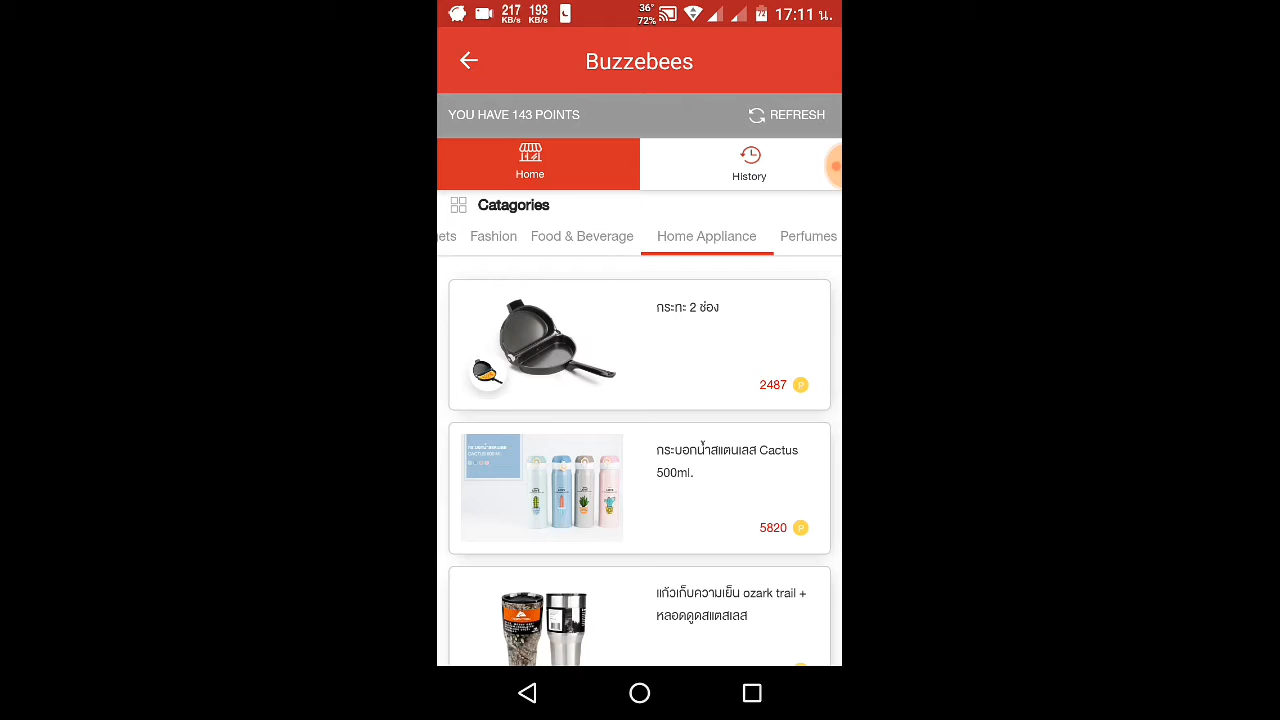 217 193 36°
KB/s KB/s 72% 72 17:11 น.
Buzzebees
YOU HAVE 143 POINTS REFRESH
Home History
Catagories
ets Fashion Food & Beverage Home Appliance Perfumes
กระทะ 2 ช่อง
2487 P
กระบอกน้ำสแตนเลส Cactus
500ml.
5820 P
แก้วเก็บความเย็น ozark trail +
หลอดดูดสแตสเลส